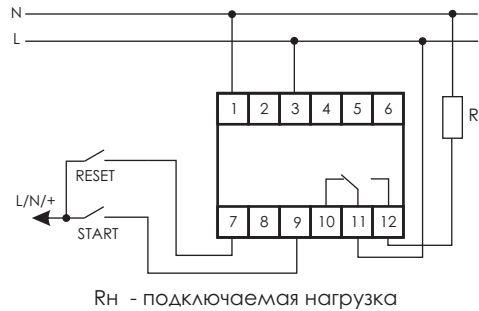 N
L
1 2 3 4 5 6
R
RESET
L/N/+
START
7 8 9 10 11 12
Rн - подключаемая нагрузка